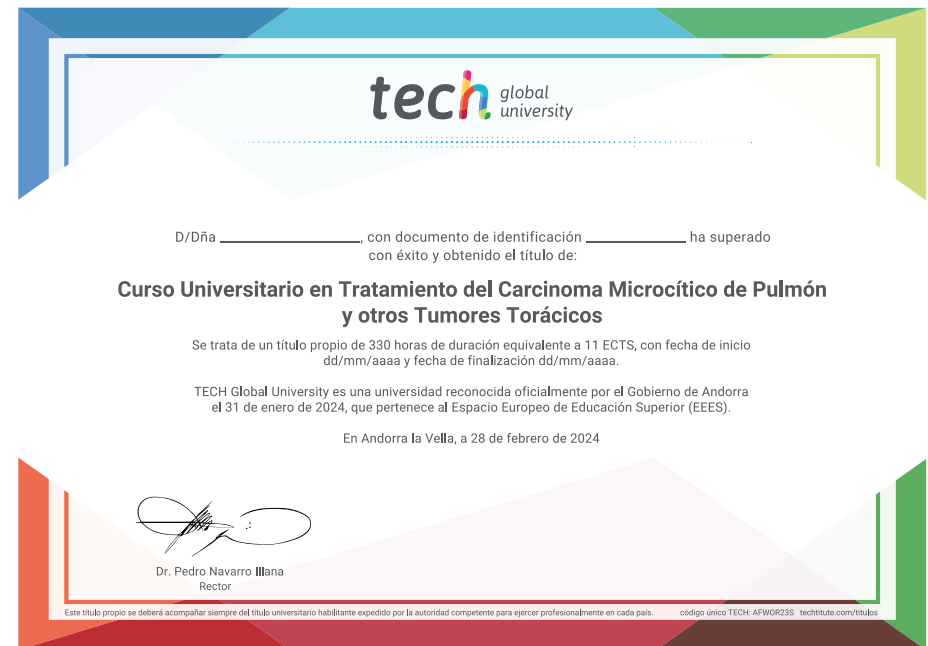 tech global
university
D/Dña ____________________, con documento de identificación ______________ ha superado
con éxito y obtenido el título de:
Curso Universitario en Tratamiento del Carcinoma Microcítico de Pulmón
y otros Tumores Torácicos
Se trata de un título propio de 330 horas de duración equivalente a 11 ECTS, con fecha de inicio
dd/mm/aaaa y fecha de finalización dd/mm/aaaa.
TECH Global University es una universidad reconocida oficialmente por el Gobierno de Andorra
el 31 de enero de 2024, que pertenece al Espacio Europeo de Educación Superior (EEES).
En Andorra la Vella, a 28 de febrero de 2024
Dr. Pedro Navarro Illana
Rector
Este título propio se deberá acompañar siempre del título universitario habilitante expedido por la autoridad competente para ejercer profesionalmente en cada país. código único TECH: AFWOR23S techtitute.com/titulos